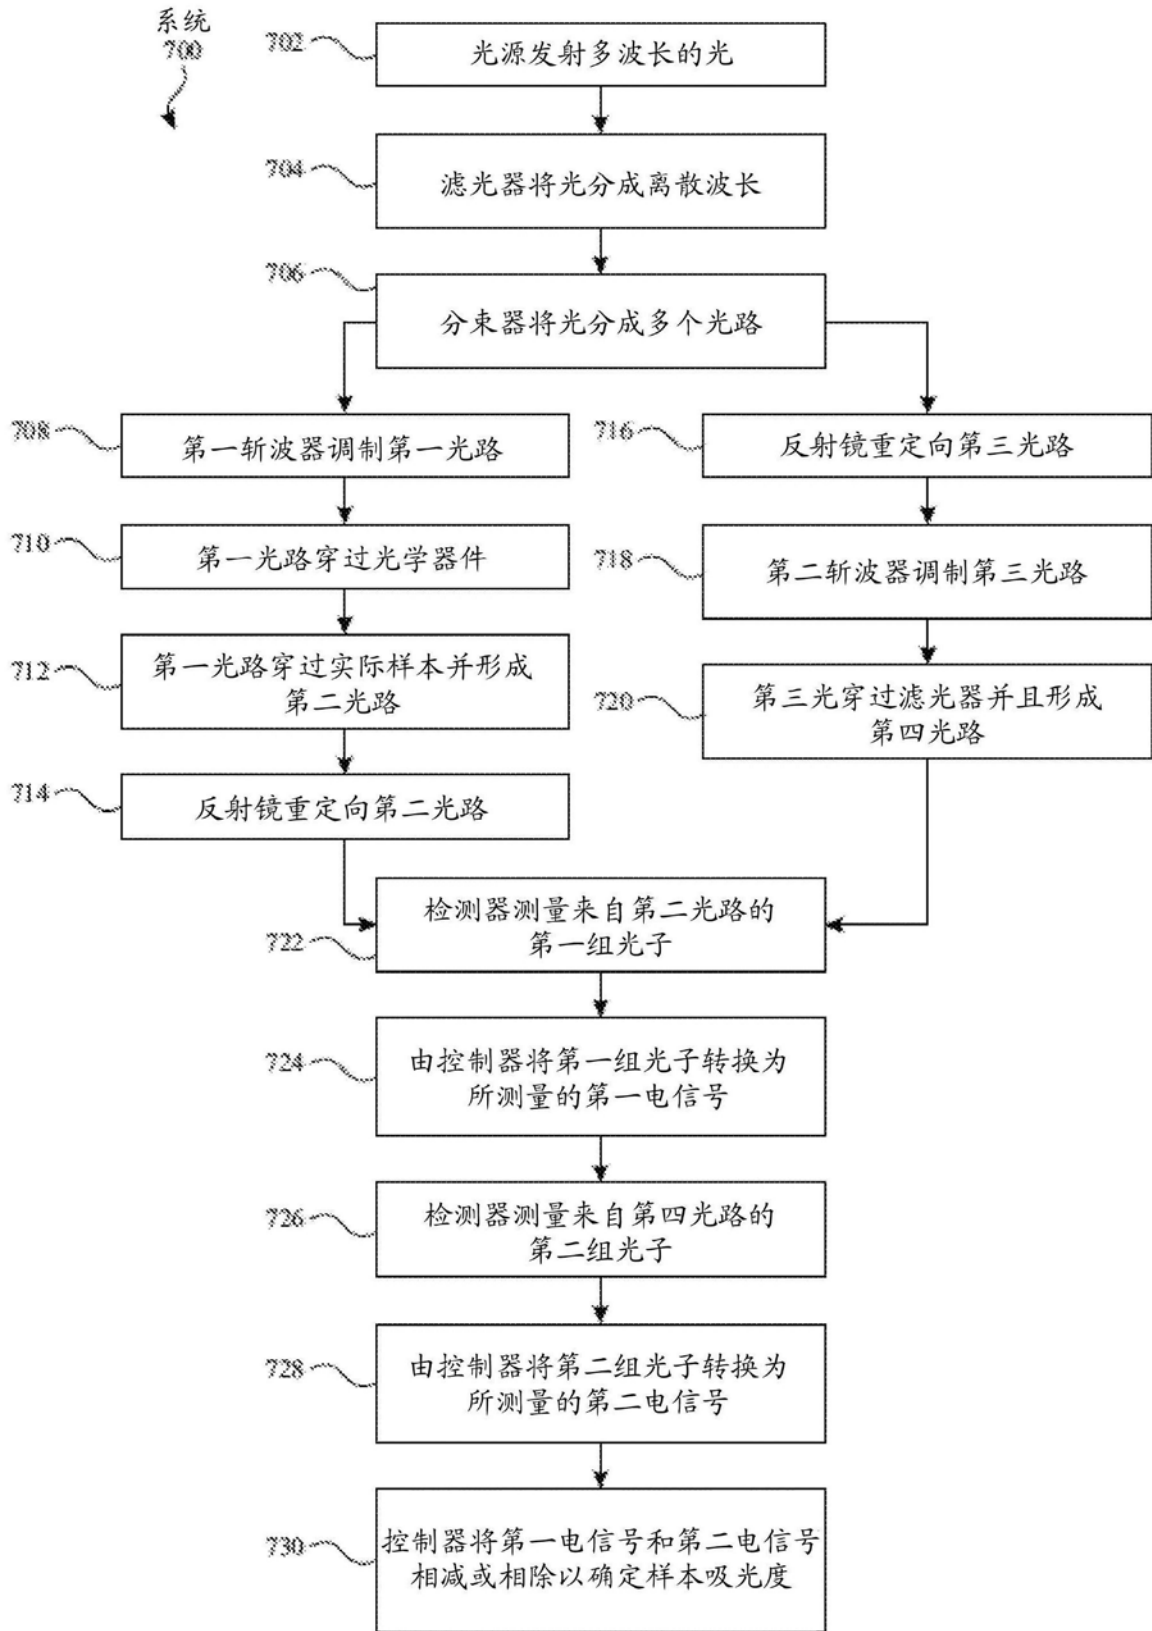 系统
700
702
光源发射多波长的光
704
滤光器将光分成离散波长
706
分束器将光分成多个光路
708
第一斩波器调制第一光路
710
第一光路穿过光学器件
712
第一光路穿过实际样本并形成
第二光路
714
反射镜重定向第二光路
716
反射镜重定向第三光路
718
第二斩波器调制第三光路
720
第三光穿过滤光器并且形成
第四光路
722
检测器测量来自第二光路的
第一组光子
724
由控制器将第一组光子转换为
所测量的第一电信号
726
检测器测量来自第四光路的
第二组光子
728
由控制器将第二组光子转换为
所测量的第二电信号
730
控制器将第一电信号和第二电信号
相减或相除以确定样本吸光度